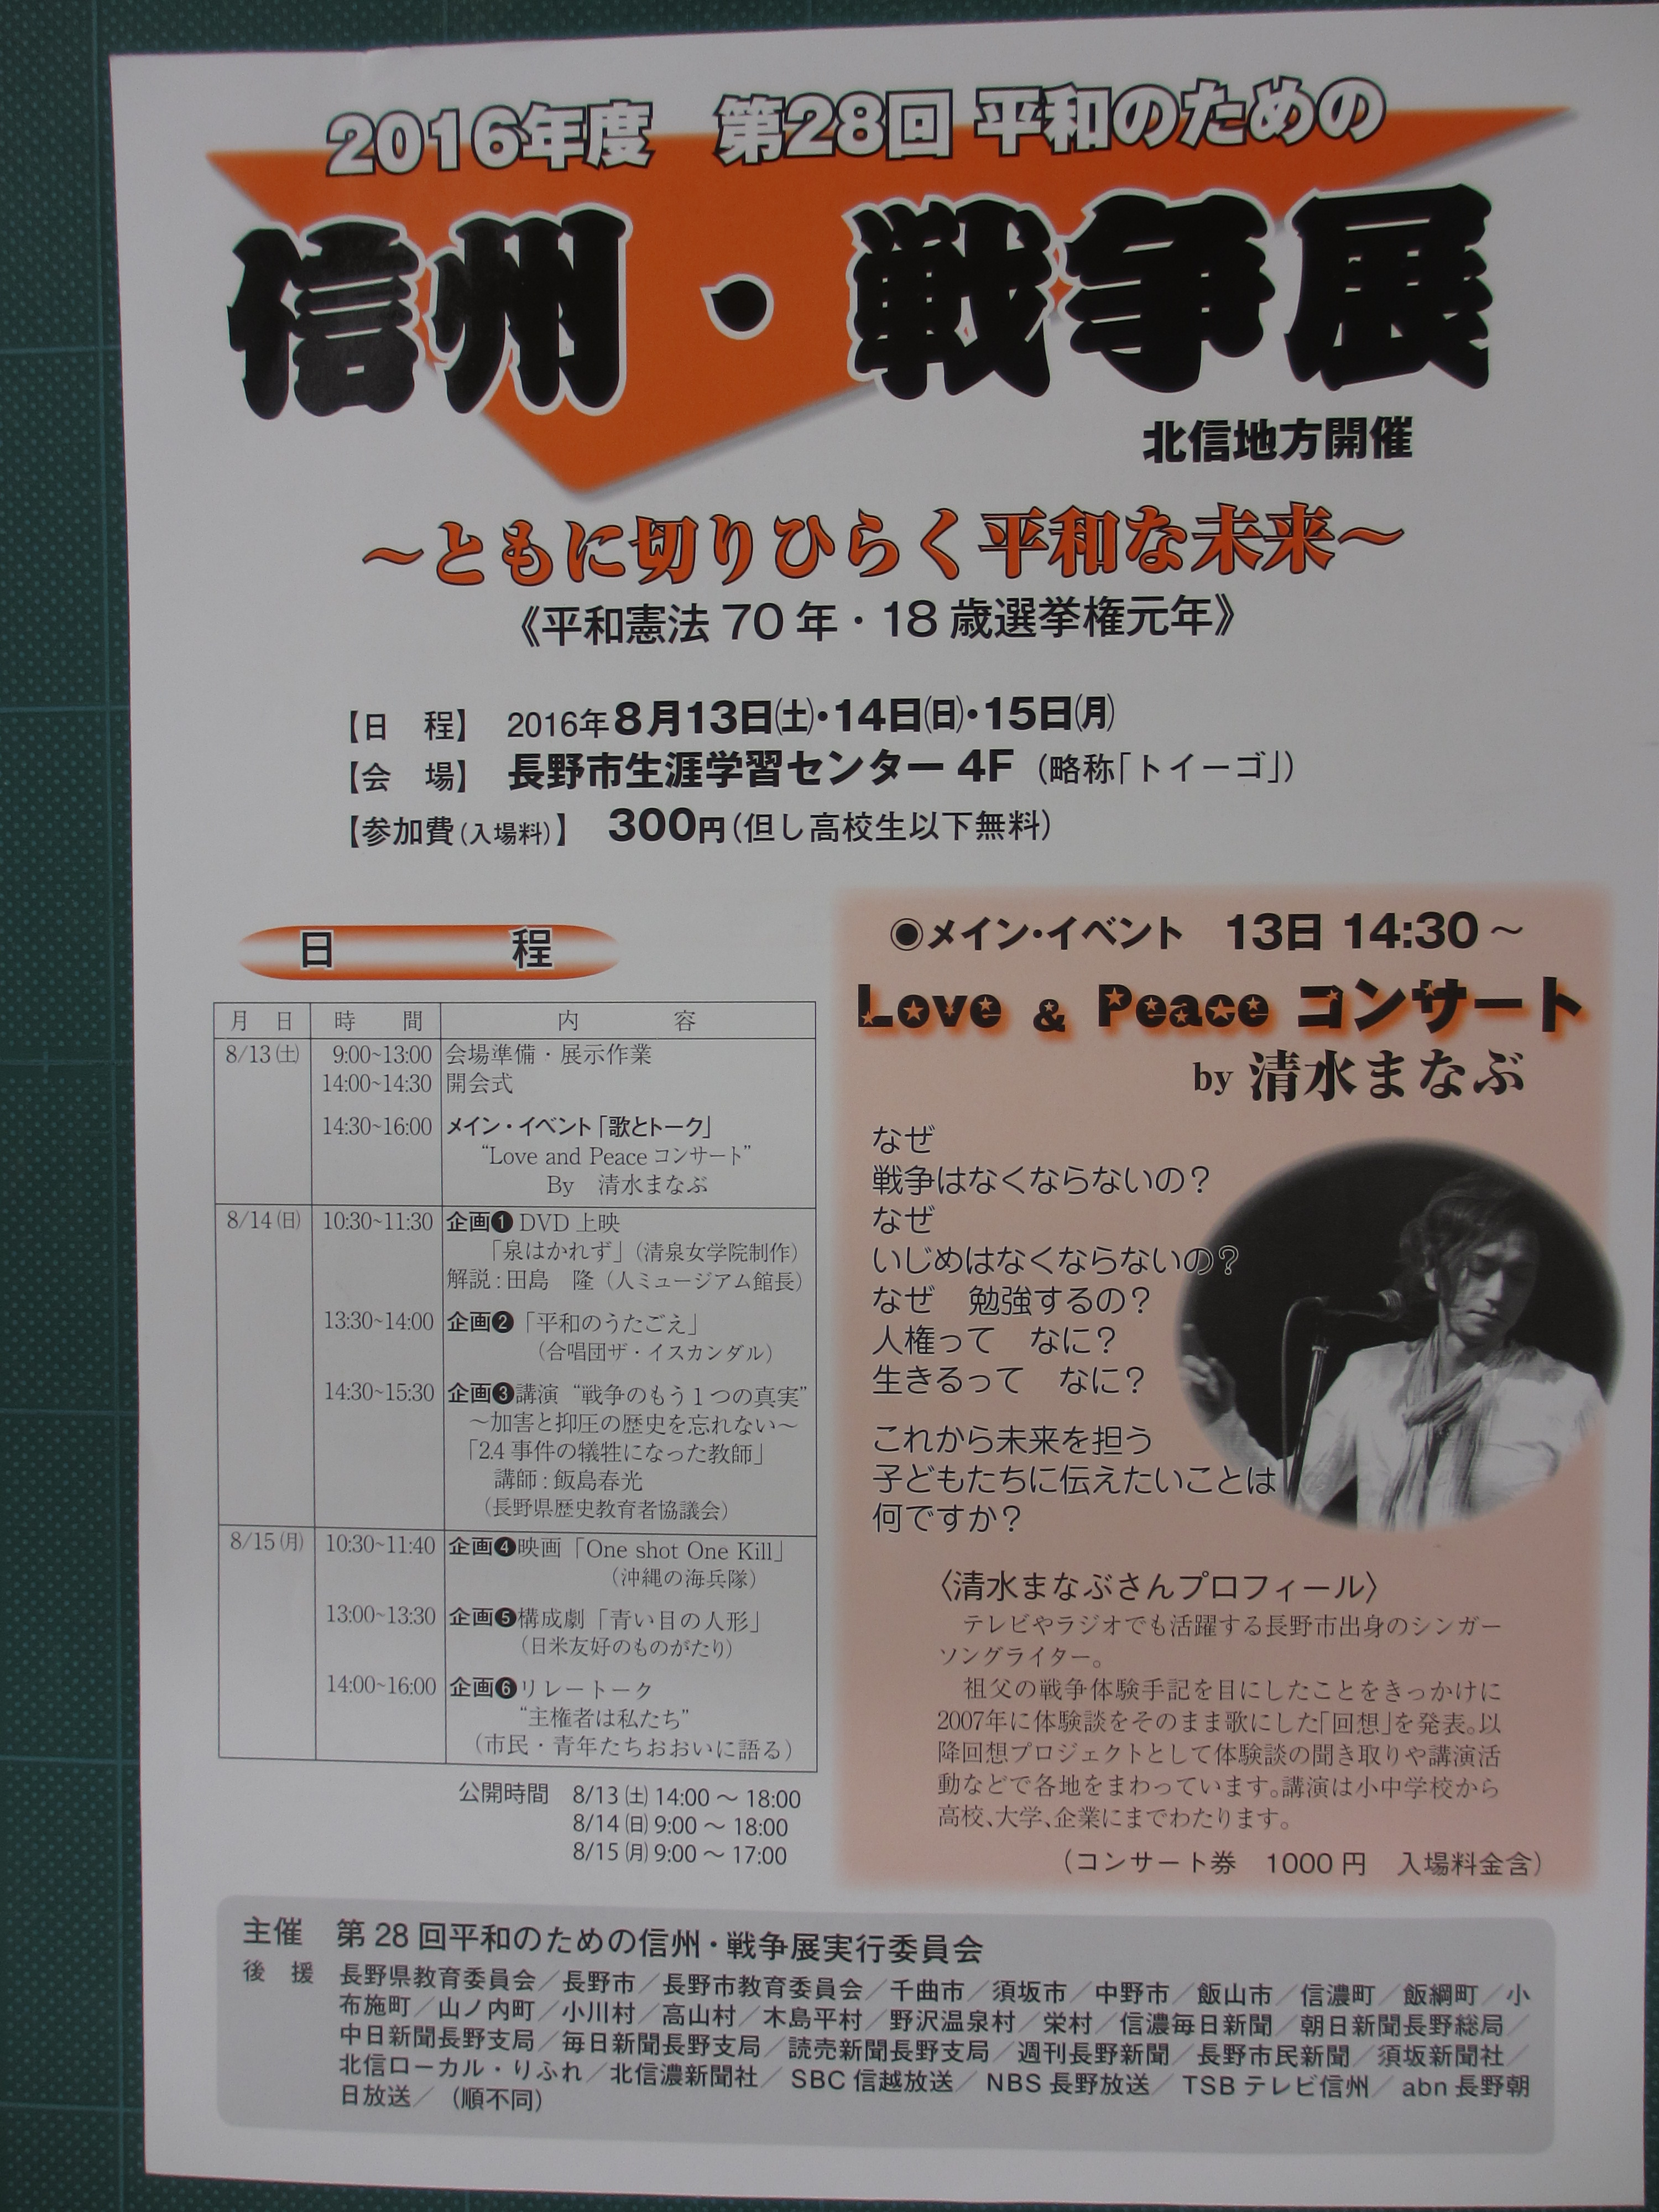 2016年度　第28回 平和のための
信州・戦争展
北信地方開催
～ともに切りひらく平和な未来～
《平和憲法 70 年・18 歳選挙権元年》
【日　程】　2016年8月13日㈯・14日㈰・15日㈪
【会　場】　長野市生涯学習センター 4F（略称「トイーゴ」）
【参加費（入場料）】　300円（但し高校生以下無料）
日　程
月　日　時　間　内　容
8/13㈯　9:00~13:00　会場準備・展示作業
14:00~14:30　開会式
14:30~16:00　メイン・イベント「歌とトーク」
“Love and Peace コンサート”
By　清水まなぶ
8/14㈰　10:30~11:30　企画❶ DVD 上映
「泉はかれず」（清泉女学院制作）
解説：田島　隆（人ミュージアム館長）
13:30~14:00　企画❷「平和のうたごえ」
（合唱団ザ・イスカンダル）
14:30~15:30　企画❸講演 “戦争のもう１つの真実”
～加害と抑圧の歴史を忘れない～
「2.4 事件の犠牲になった教師」
講師：飯島春光
（長野県歴史教育者協議会）
8/15㈪　10:30~11:40　企画❹映画「One shot One Kill」
（沖縄の海兵隊）
13:00~13:30　企画❺構成劇「青い目の人形」
（日米友好のものがたり）
14:00~16:00　企画❻リレートーク
“主権者は私たち”
（市民・青年たちおおいに語る）
公開時間　8/13㈯ 14:00 ～ 18:00
8/14㈰ 9:00 ～ 18:00
8/15㈪ 9:00 ～ 17:00
◉メイン・イベント　13日 14:30 ～
Love & Peace コンサート
by 清水まなぶ
なぜ
戦争はなくならないの？
なぜ
いじめはなくならないの？
なぜ　勉強するの？
人権って　なに？
生きるって　なに？
これから未来を担う
子どもたちに伝えたいことは
何ですか？
〈清水まなぶさんプロフィール〉
テレビやラジオでも活躍する長野市出身のシンガー
ソングライター。
祖父の戦争体験手記を目にしたことをきっかけに
2007年に体験談をそのまま歌にした「回想」を発表。以
降回想プロジェクトとして体験談の聞き取りや講演活
動などで各地をまわっています。講演は小中学校から
高校、大学、企業にまでわたります。
（コンサート券　1000 円　入場料金含）
主催　第 28 回平和のための信州・戦争展実行委員会
後　援　長野県教育委員会／長野市／長野市教育委員会／千曲市／須坂市／中野市／飯山市／信濃町／飯綱町／小
布施町／山ノ内町／小川村／高山村／木島平村／野沢温泉村／栄村／信濃毎日新聞／朝日新聞長野総局／
中日新聞長野支局／毎日新聞長野支局／読売新聞長野支局／週刊長野新聞／長野市民新聞／須坂新聞社／
北信ローカル・りふれ／北信濃新聞社／ SBC 信越放送／ NBS 長野放送／ TSB テレビ信州／ abn 長野朝
日放送／（順不同）